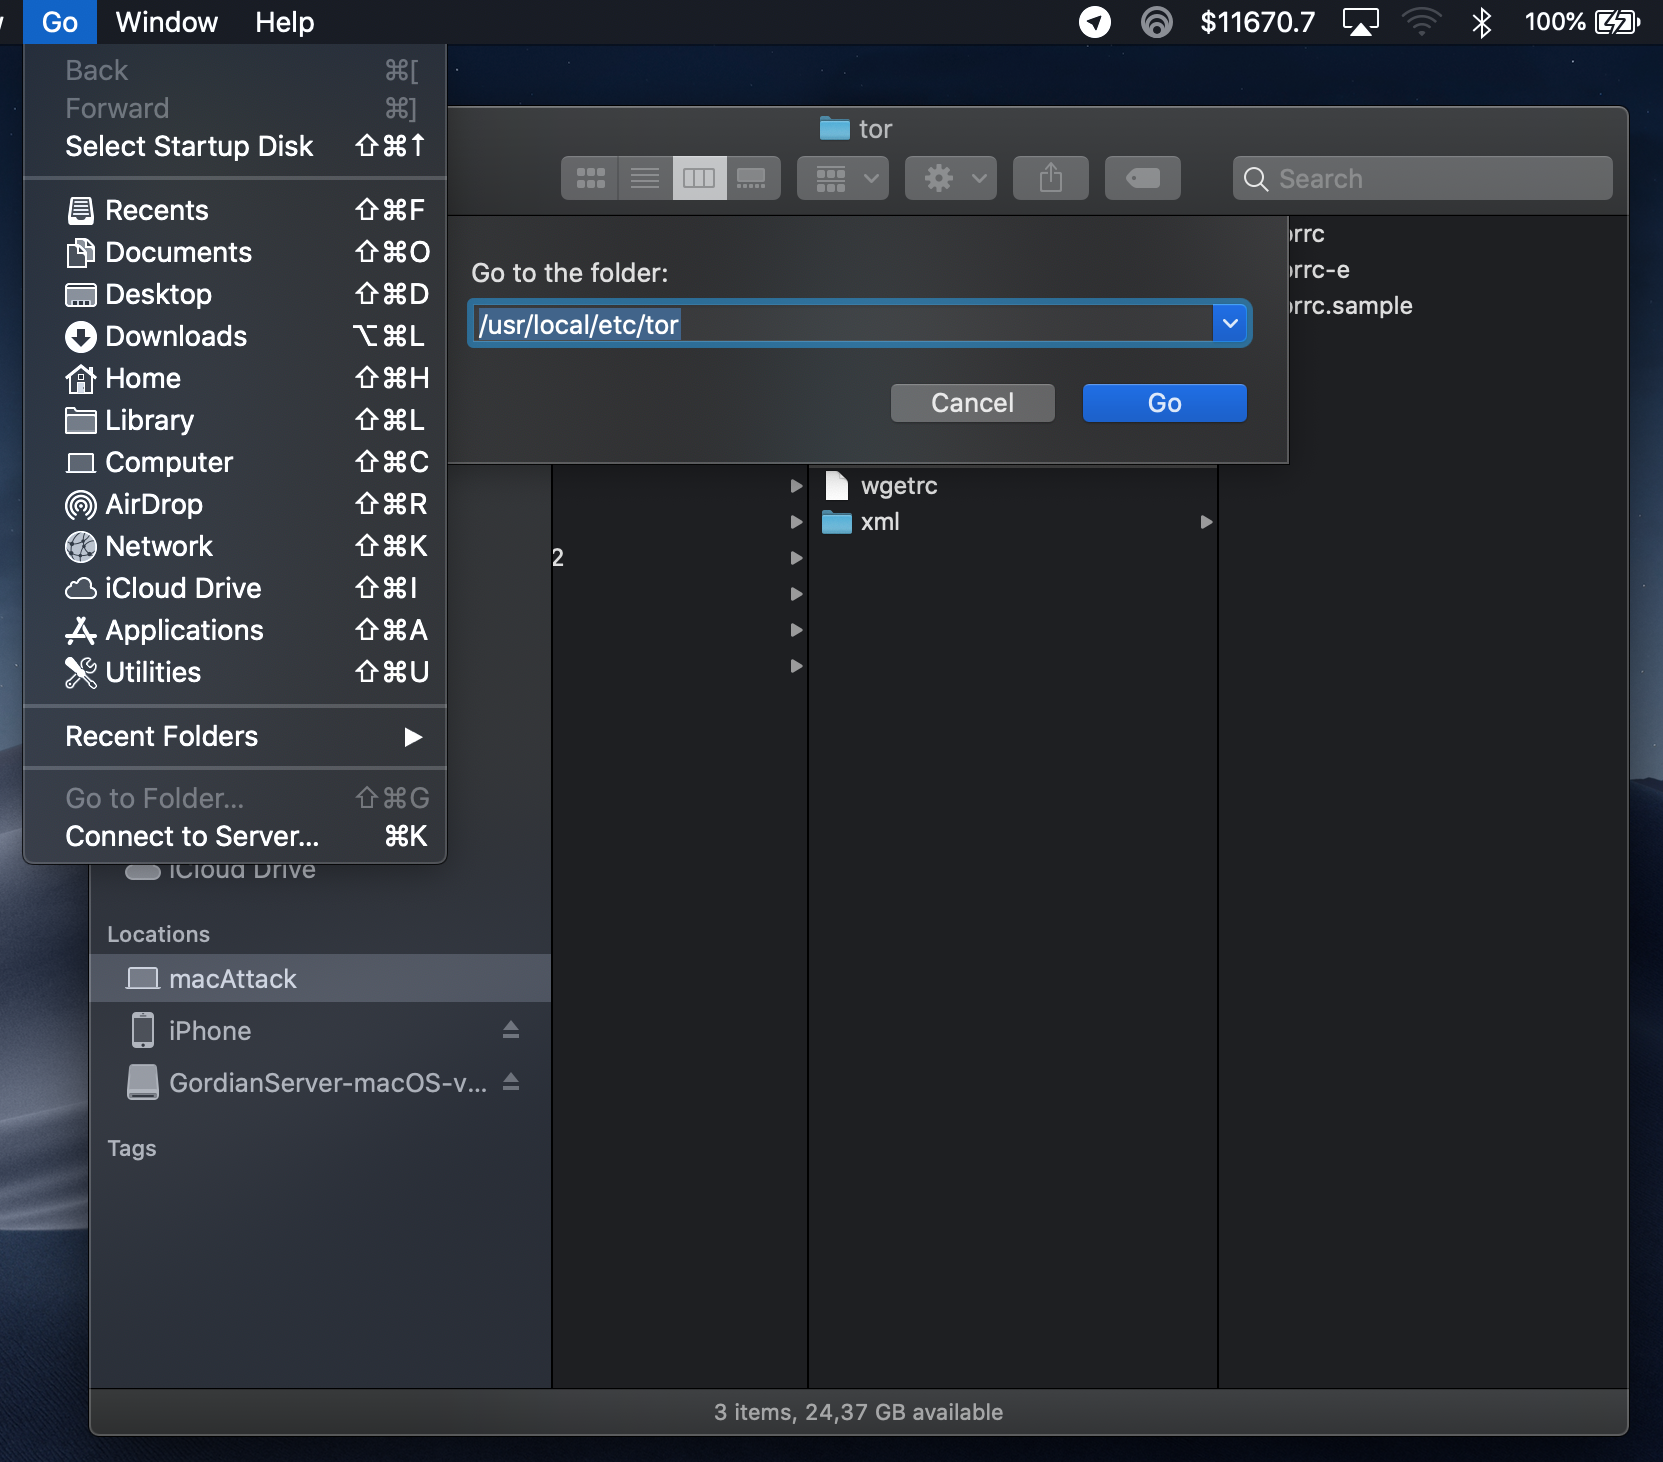 Go Window Help $11670.7 100%
Back ⌘[
Forward ⌘]
Select Startup Disk ⇧⌘↑
Recents ⇧⌘F
Documents ⇧⌘O
Desktop ⇧⌘D
Downloads ⌥⌘L
Home ⇧⌘H
Library ⇧⌘L
Computer ⇧⌘C
AirDrop ⇧⌘R
Network ⇧⌘K
iCloud Drive ⇧⌘I
Applications ⇧⌘A
Utilities ⇧⌘U
Recent Folders
Go to Folder... ⇧⌘G
Connect to Server... ⌘K
tor
Search
Go to the folder:
/usr/local/etc/tor
Cancel Go
orrc
orrc-e
orrc.sample
wgetrc
xml
2
iCloud Drive
Locations
macAttack
iPhone
GordianServer-macOS-v...
Tags
3 items, 24,37 GB available